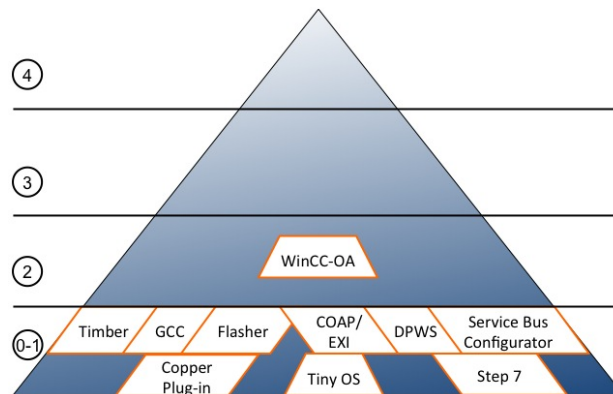 4
3
2
WinCC-OA
0-1
Timber
GCC
Flasher
COAP/
EXI
DPWS
Service Bus
Configurator
Copper
Plug-in
Tiny OS
Step 7